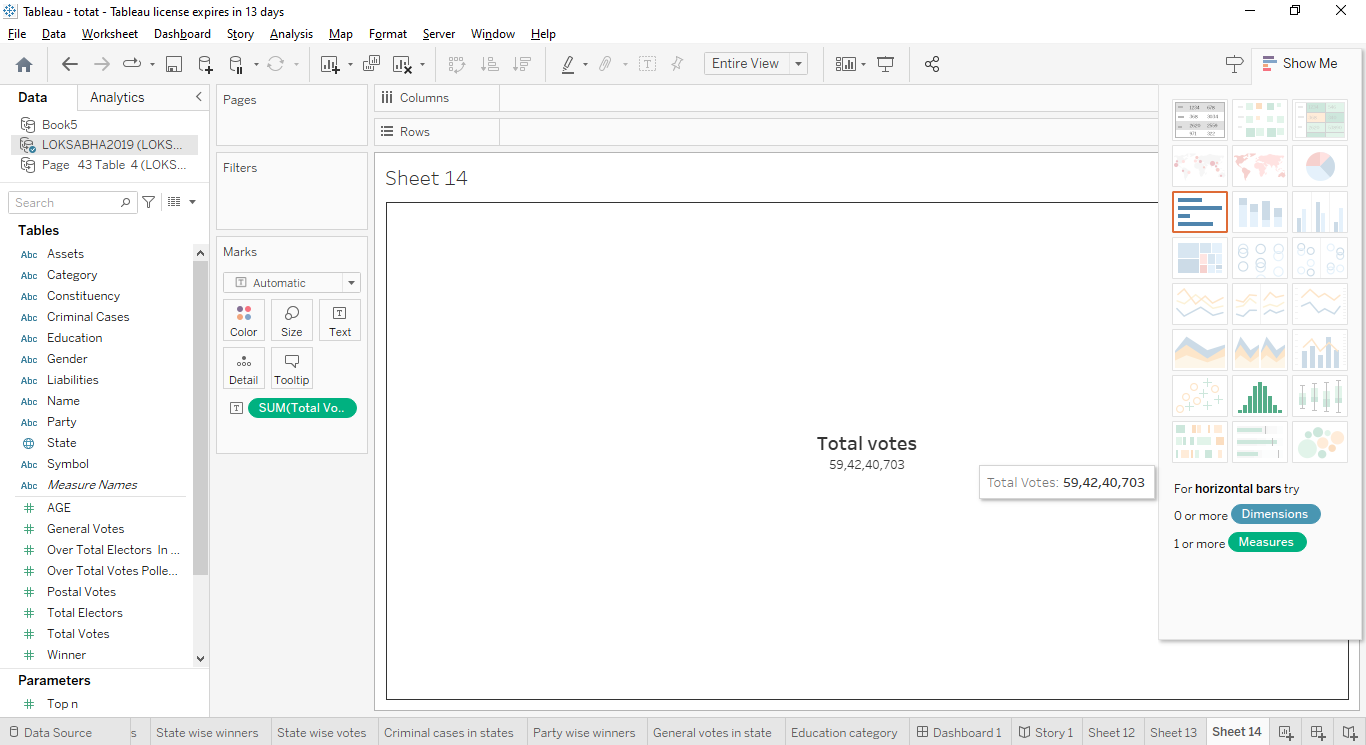 Tableau - totat - Tableau license expires in 13 days
File Data Worksheet Dashboard Story Analysis Map Format Server Window Help
Entire View
Show Me
Data Analytics
Book5
LOKSABHA2019 (LOKS...
Page 43 Table 4 (LOKS...
Search
Tables
Abc Assets
Abc Category
Abc Constituency
Abc Criminal Cases
Abc Education
Abc Gender
Abc Liabilities
Abc Name
Abc Party
State
Abc Symbol
Abc Measure Names
# AGE
# General Votes
# Over Total Electors In ...
# Over Total Votes Polle...
# Postal Votes
# Total Electors
# Total Votes
# Winner
Parameters
# Top n
Pages
Filters
Marks
Automatic
Color Size Text
Detail Tooltip
SUM(Total Vo..
Columns
Rows
Sheet 14
Total votes
59,42,40,703
Total Votes: 59,42,40,703
For horizontal bars try
0 or more Dimensions
1 or more Measures
Data Source s State wise winners State wise votes Criminal cases in states Party wise winners General votes in state Education category Dashboard 1 Story 1 Sheet 12 Sheet 13 Sheet 14